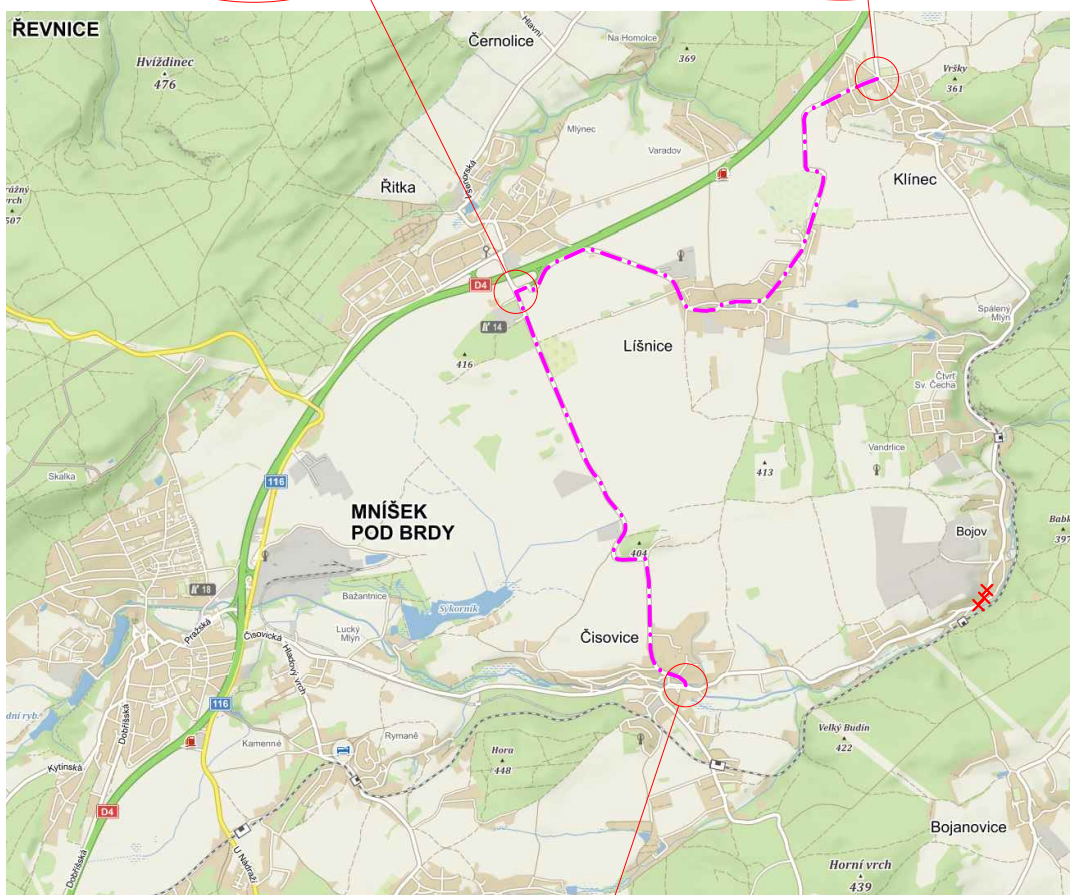 ŘEVNICE
Hvíždinec
476
Černolice
Hlavní
Na Homolce
369
Vršky
361
Mlýnec
Varadov
Klínec
Řitka
507
D4
14
416
Líšnice
Spálený
Mlýn
Čtvrť
Sv. Čecha
Vandrlice
413
Skalka
116
MNÍŠEK
POD BRDY
Bojov
397
404
18
Bažantnice
Sykorník
Pražská
Čisovická
Lucký
Mlýn
Čisovice
Hladový vrch
116
Dobříšská
Kamenné
Rymaně
Hora
448
Velký Budín
422
Kytínská
D4
U Nádraží
Dobříšská
Bojanovice
Horní vrch
439